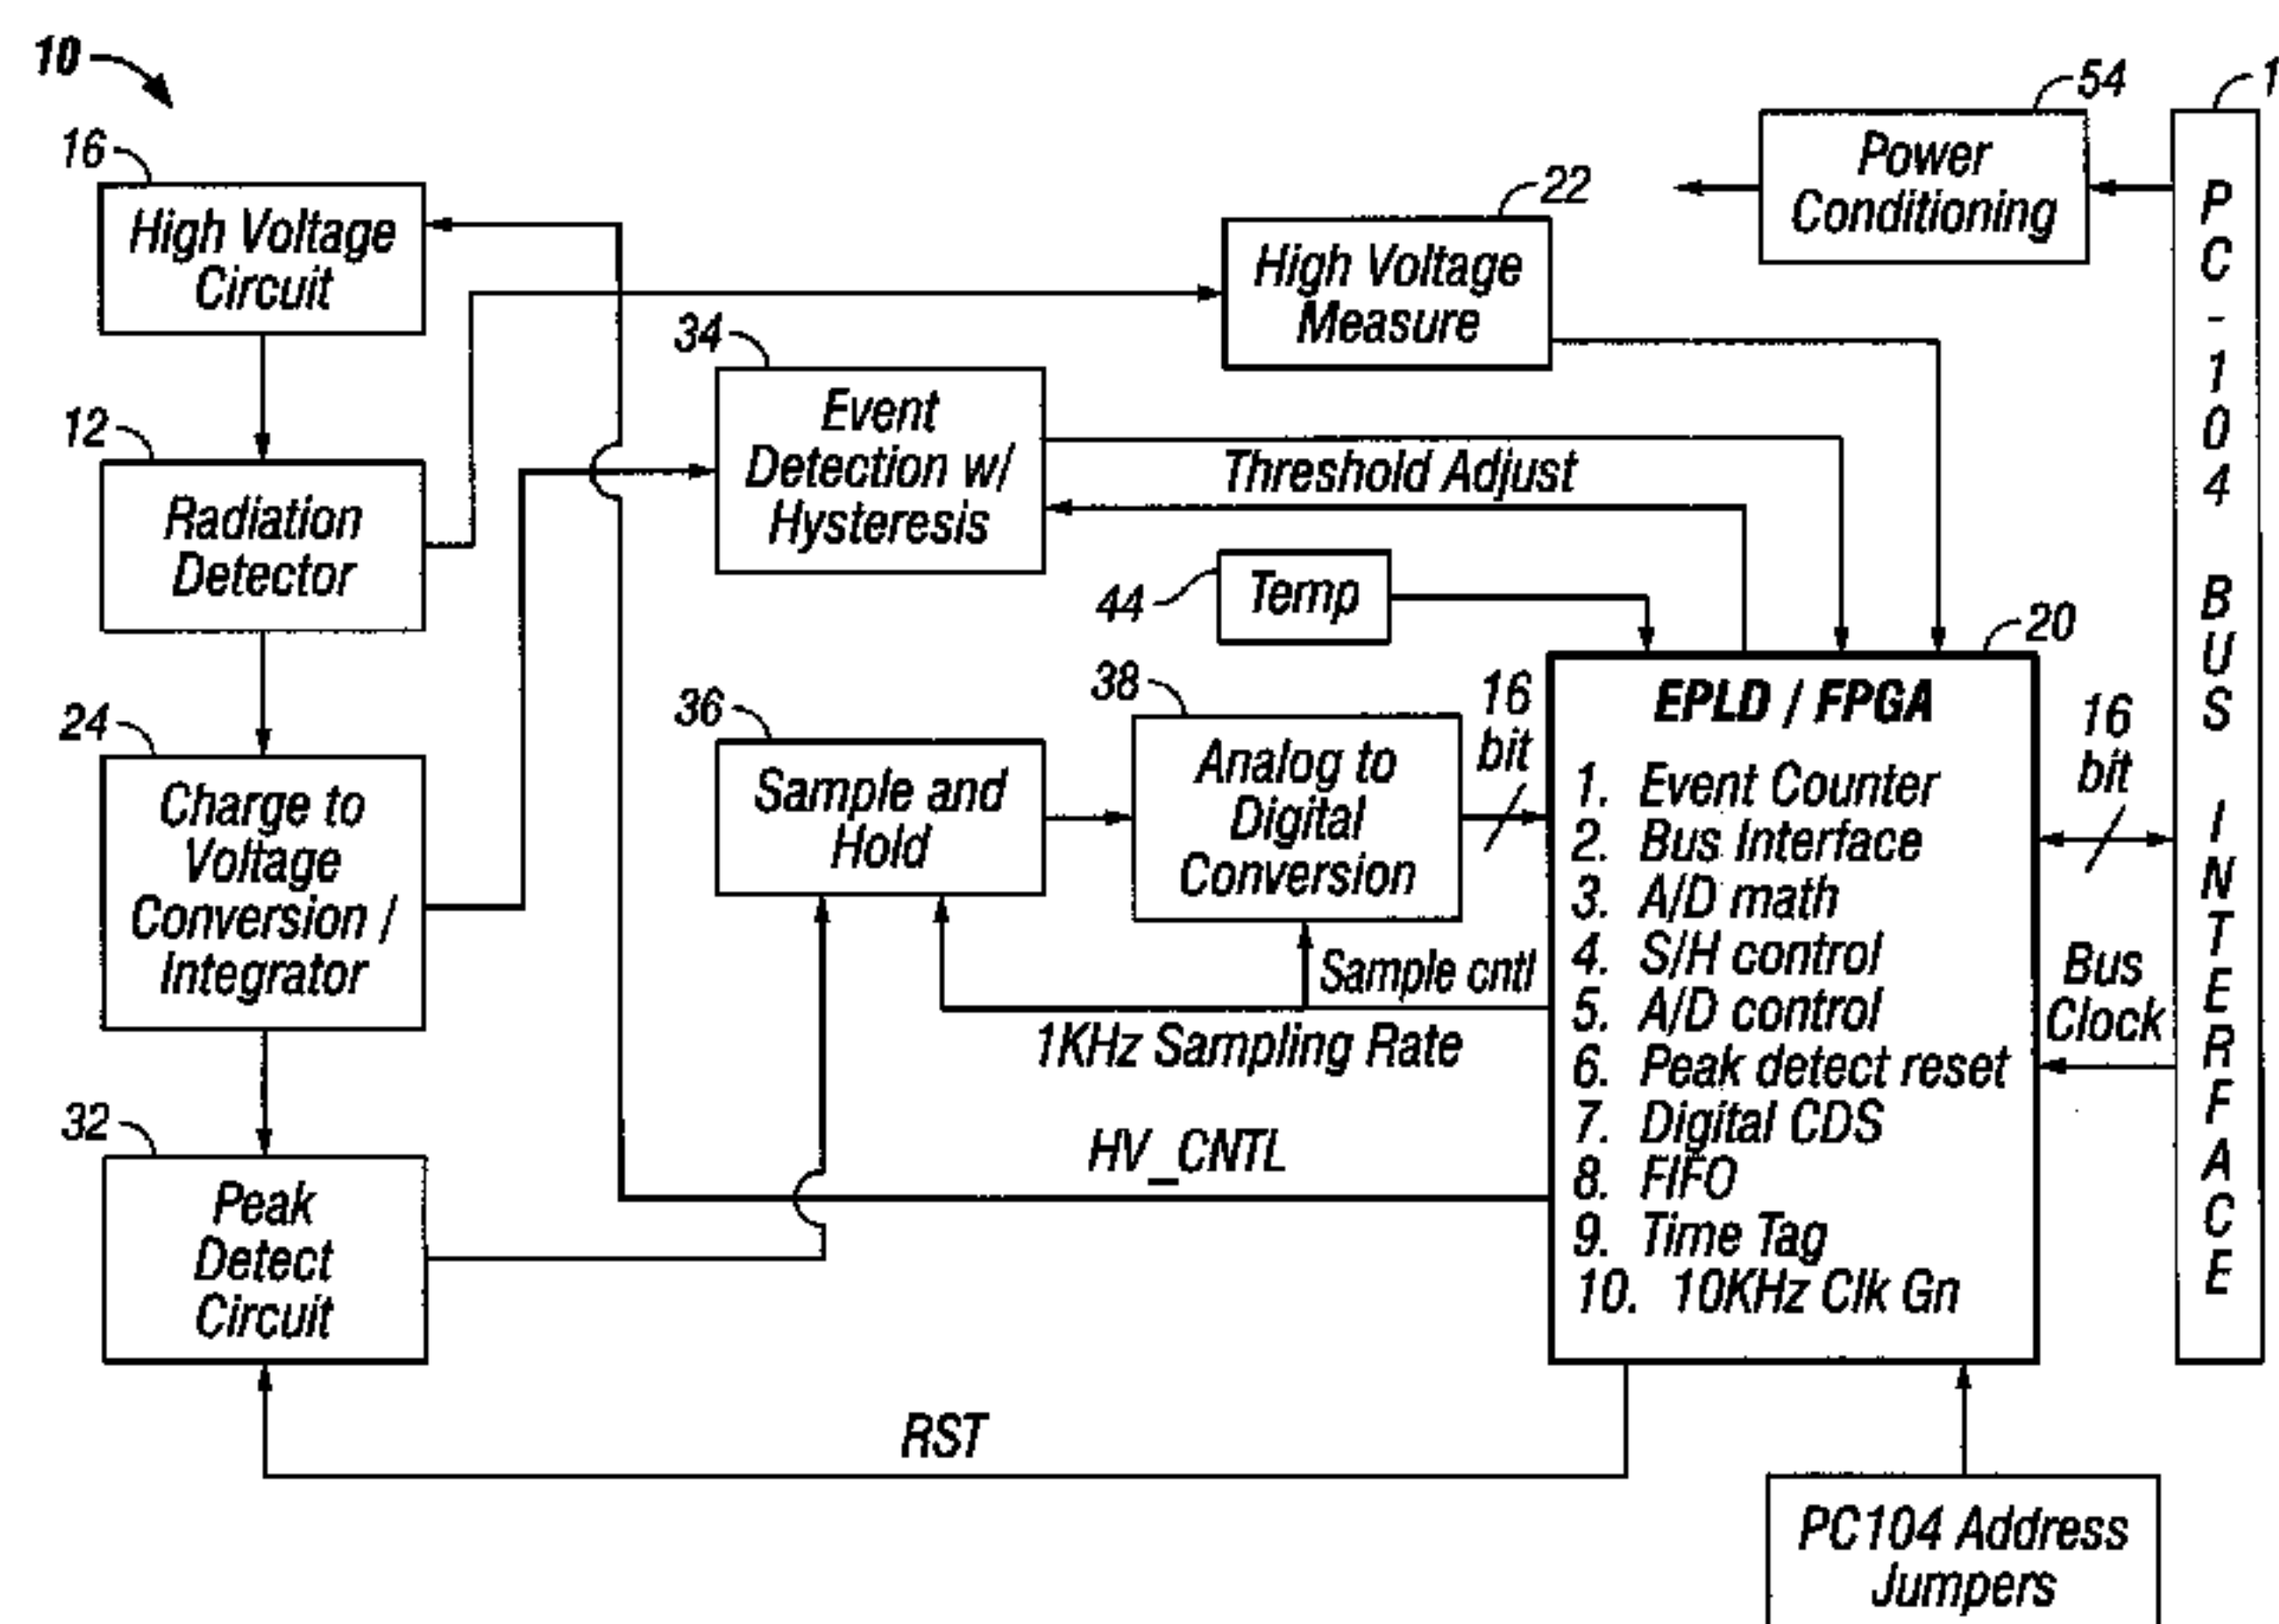 10
16
High Voltage
Circuit
12
Radiation
Detector
24
Charge to
Voltage
Conversion /
Integrator
32
Peak
Detect
Circuit
34
Event
Detection w/
Hysteresis
22
High Voltage
Measure
54
Power
Conditioning
Threshold Adjust
44
Temp
36
Sample and
Hold
38
Analog to
Digital
Conversion
16
bit
Sample cntl
1KHz Sampling Rate
HV_CNTL
RST
20
EPLD / FPGA
1. Event Counter
2. Bus Interface
3. A/D math
4. S/H control
5. A/D control
6. Peak detect reset
7. Digital CDS
8. FIFO
9. Time Tag
10. 10KHz Clk Gn
16
bit
Bus
Clock
PC-104 BUS INTERFACE
PC104 Address
Jumpers